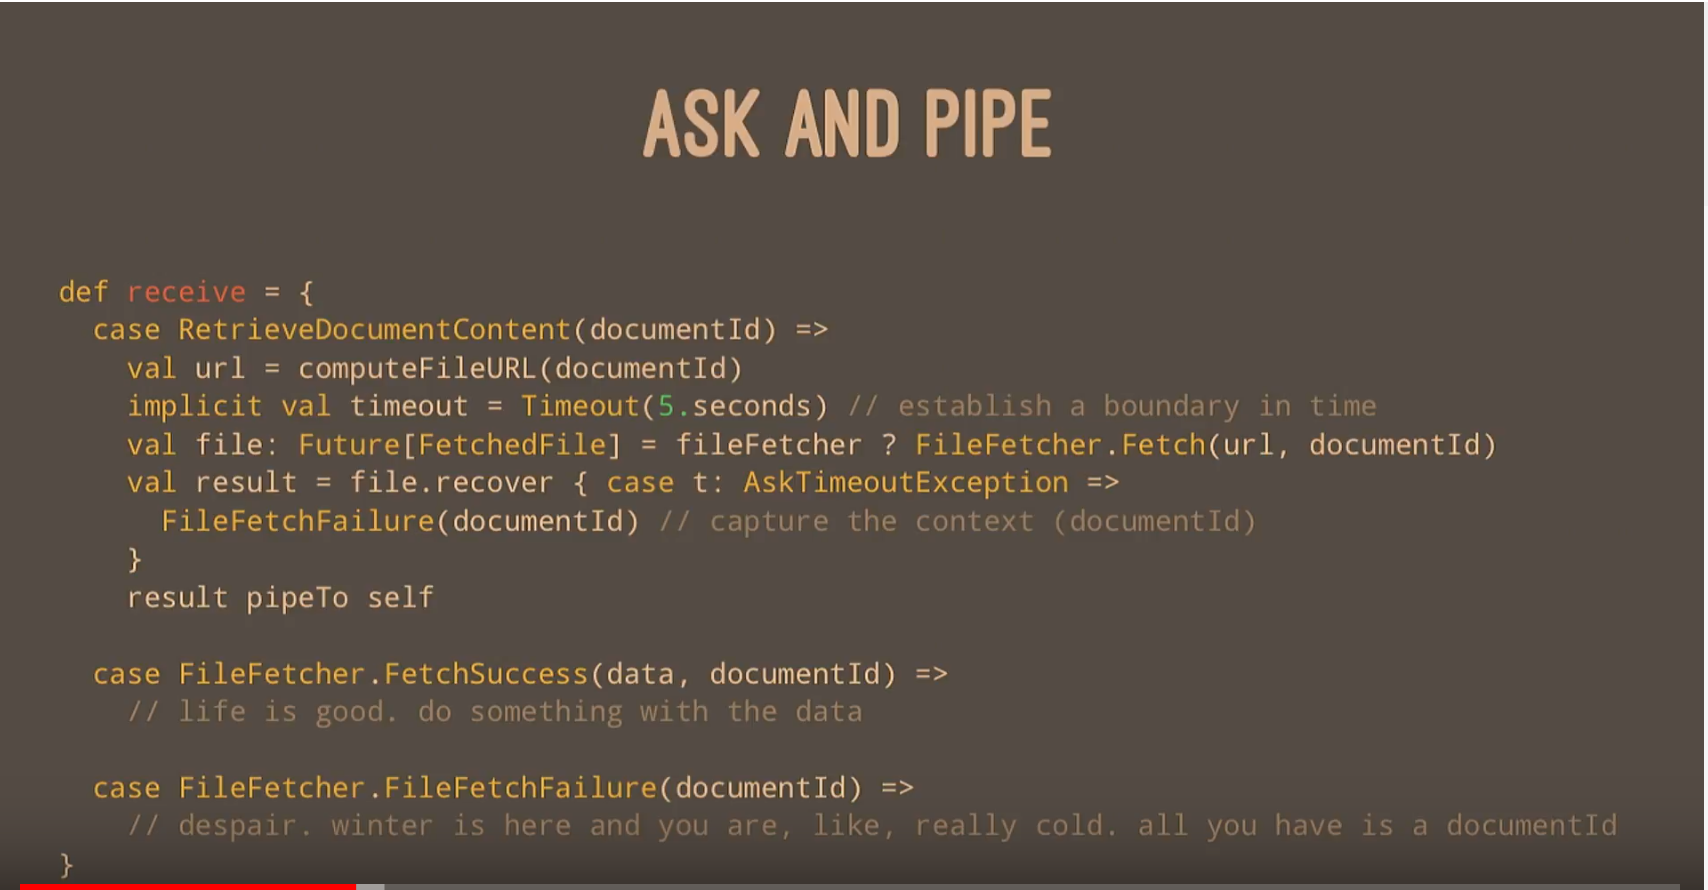 ASK AND PIPE
def receive = {
  case RetrieveDocumentContent(documentId) =>
    val url = computeFileURL(documentId)
    implicit val timeout = Timeout(5.seconds) // establish a boundary in time
    val file: Future[FetchedFile] = fileFetcher ? FileFetcher.Fetch(url, documentId)
    val result = file.recover { case t: AskTimeoutException =>
      FileFetchFailure(documentId) // capture the context (documentId)
    }
    result pipeTo self
  case FileFetcher.FetchSuccess(data, documentId) =>
    // life is good. do something with the data
  case FileFetcher.FileFetchFailure(documentId) =>
    // despair. winter is here and you are, like, really cold. all you have is a documentId
}